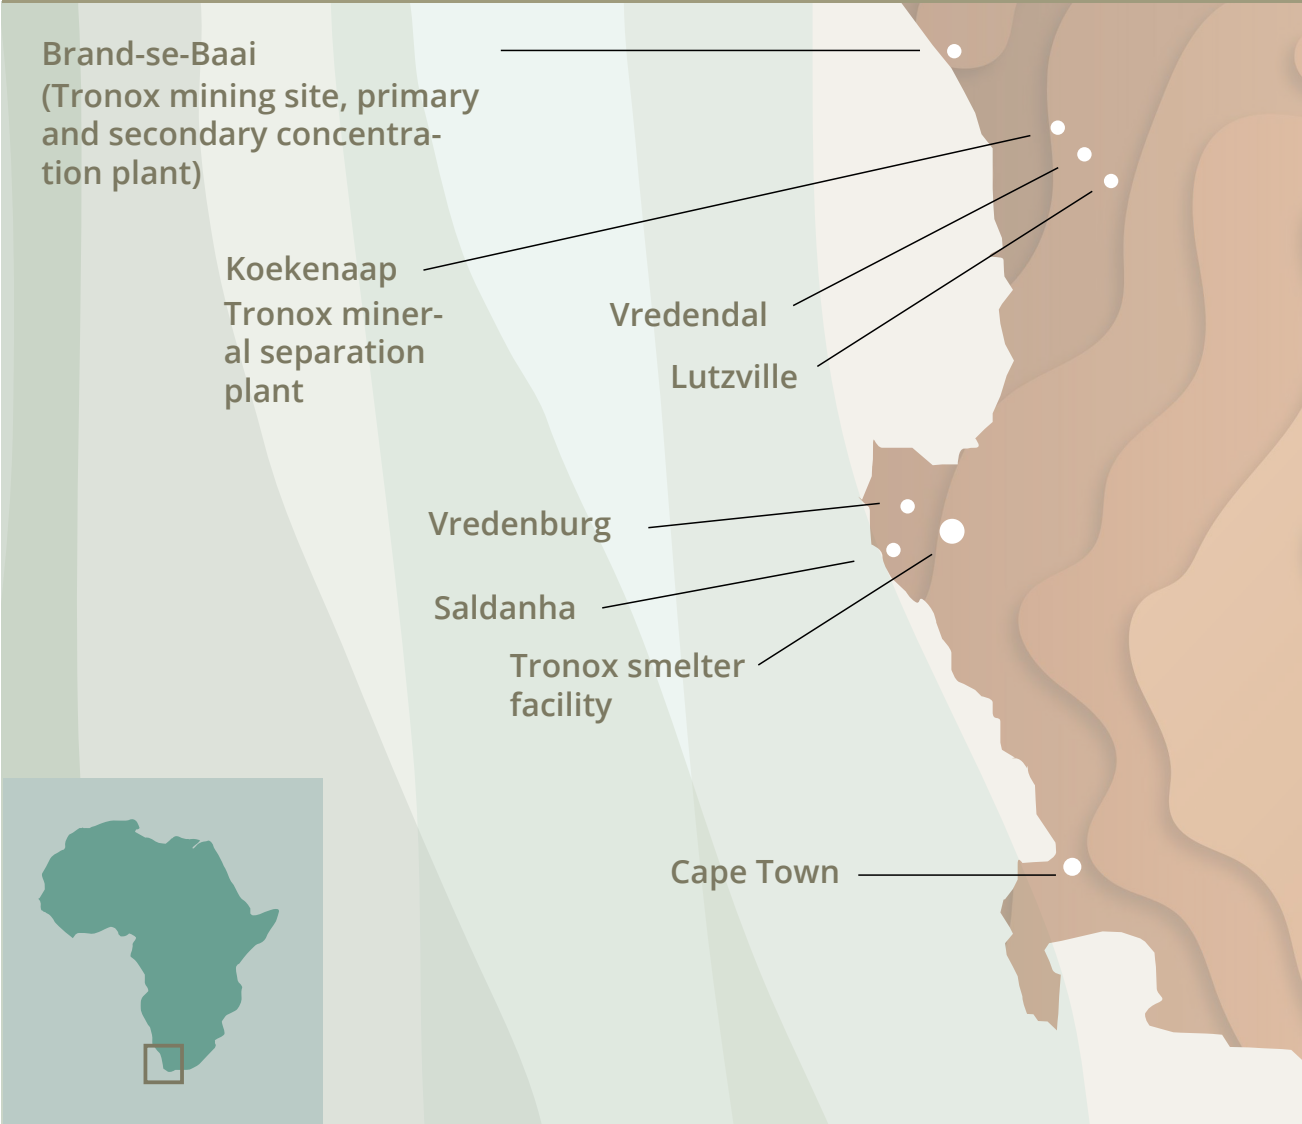 Brand-se-Baai
(Tronox mining site, primary
and secondary concentra-
tion plant)
Koekenaap
Tronox miner-
al separation
plant
Vredendal
Lutzville
Vredenburg
Saldanha
Tronox smelter
facility
Cape Town